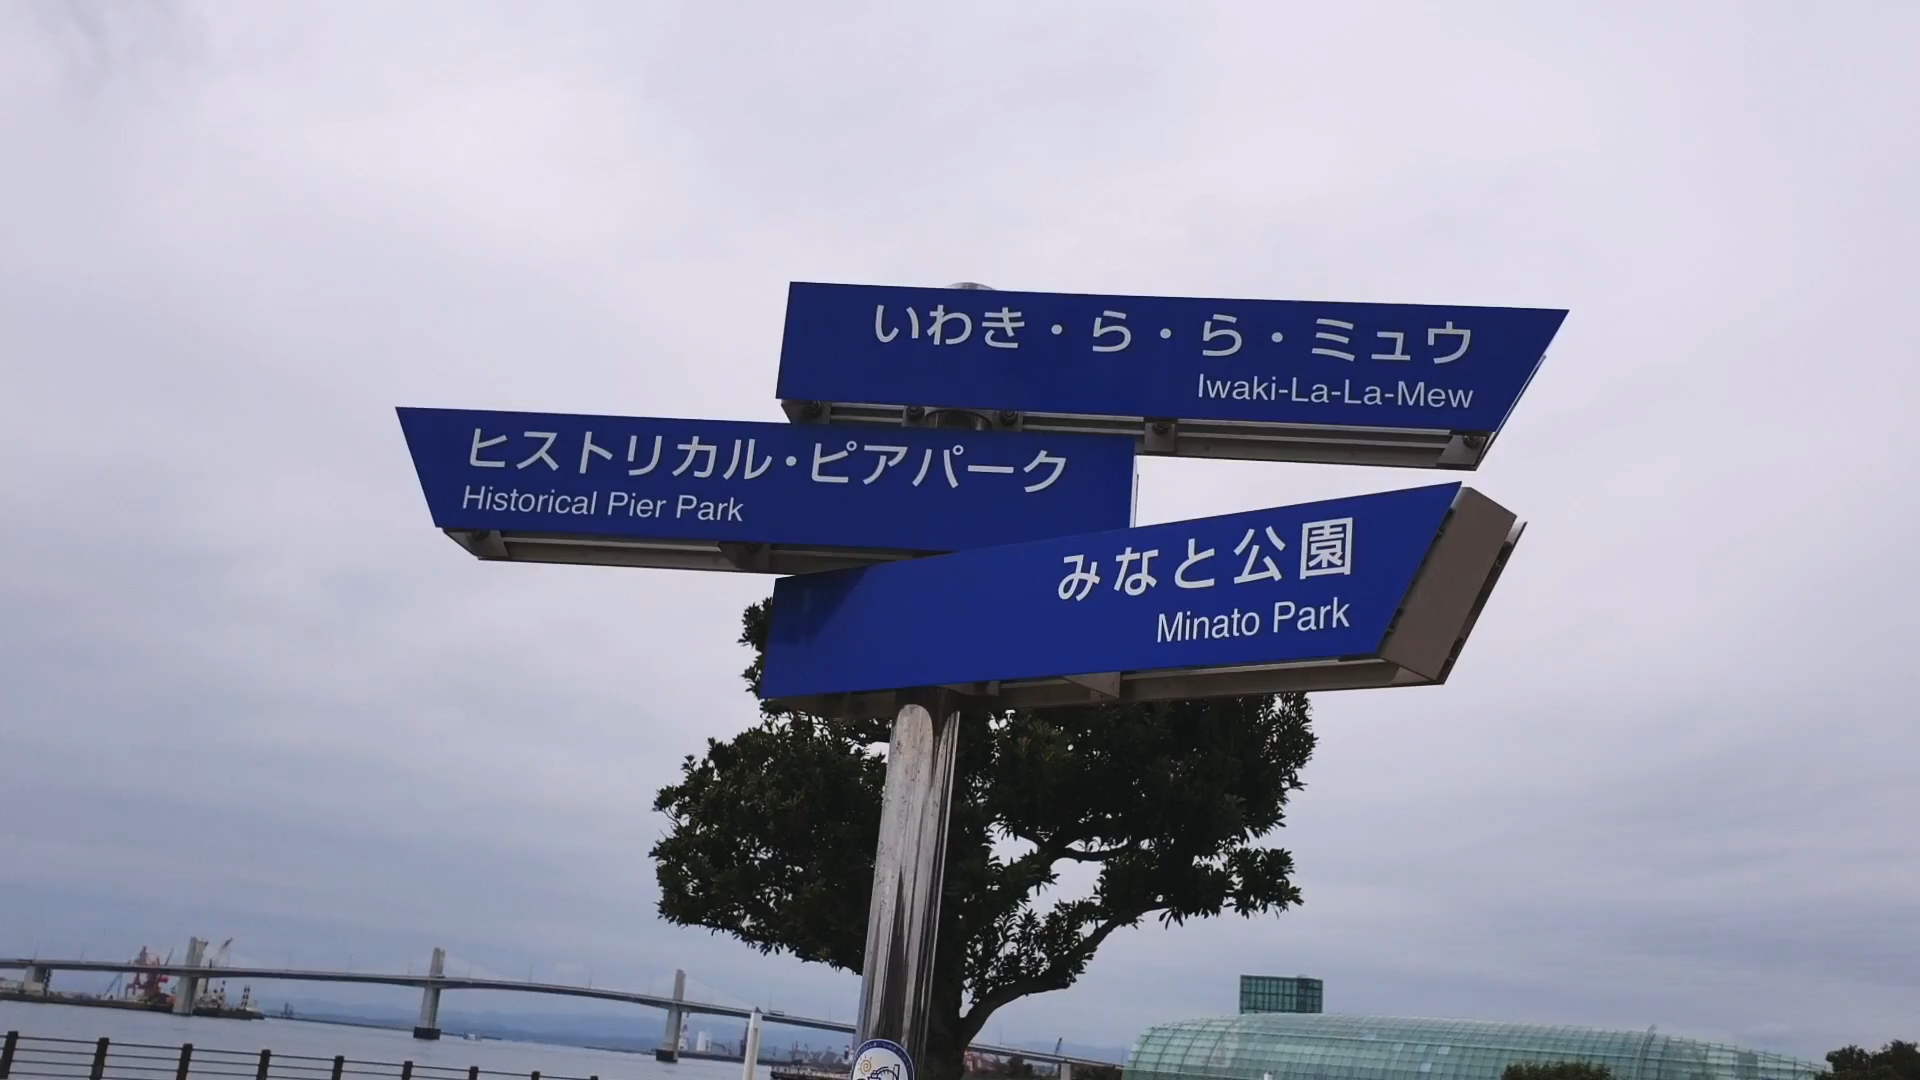 いわき・ら・ら・ミュウ
Iwaki-La-La-Mew
ヒストリカル・ピアパーク
Historical Pier Park
みなと公園
Minato Park